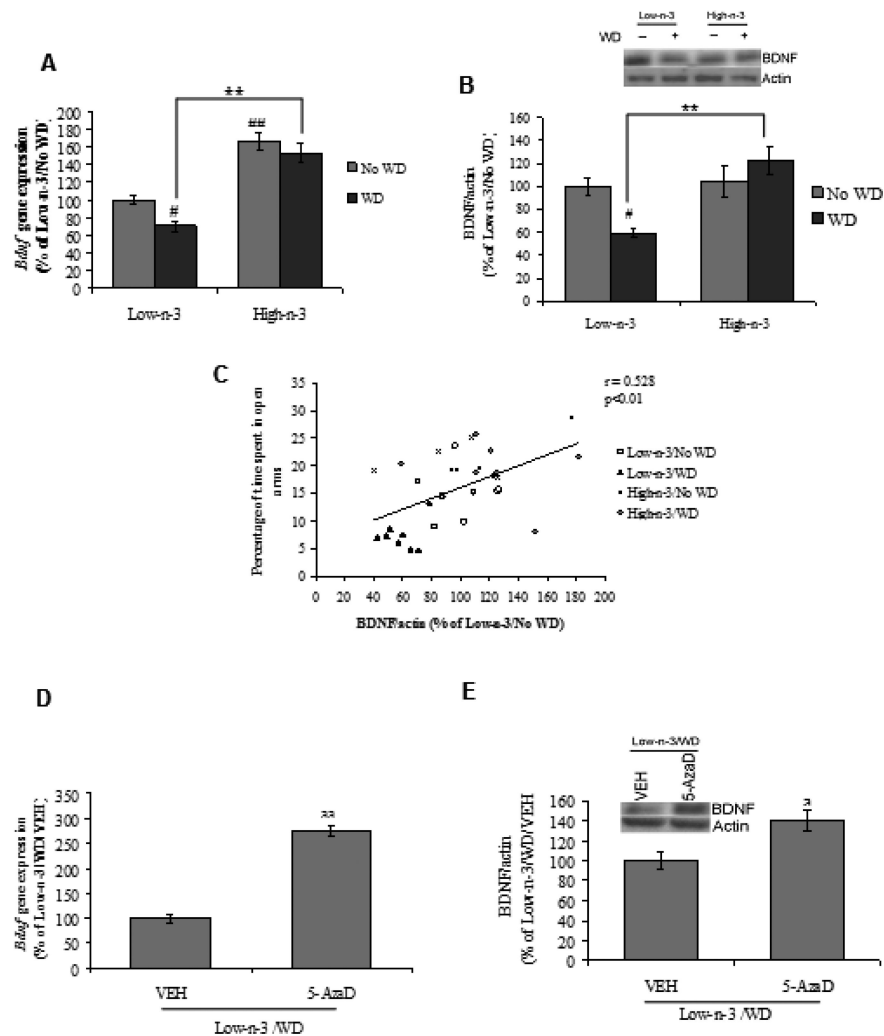 A
Bdnf gene expression
(% of Low-n-3/No WD)
180
160
140
120
100
80
60
40
20
0
#
##
**
No WD
WD
Low-n-3
High-n-3
Low-n-3 High-n-3
WD – + – +
BDNF
Actin
B
BDNF/actin
(% of Low-n-3/No WD)
160
140
120
100
80
60
40
20
0
#
**
No WD
WD
Low-n-3
High-n-3
C
Percentage of time spent in open
arms
35
30
25
20
15
10
5
0
r = 0.528
p<0.01
Low-n-3/No WD
Low-n-3/WD
High-n-3/No WD
High-n-3/WD
0 20 40 60 80 100 120 140 160 180 200
BDNF/actin (% of Low-n-3/No WD)
D
Bdnf gene expression
(% of Low-n-3/WD/VEH)
350
300
250
200
150
100
50
0
VEH
5-AzaD
Low-n-3 /WD
E
Low-n-3/WD
VEH
5-AzaD
BDNF
Actin
BDNF/actin
(% of Low-n-3/WD/VEH
160
140
120
100
80
60
40
20
0
VEH
5-AzaD
Low-n-3 /WD